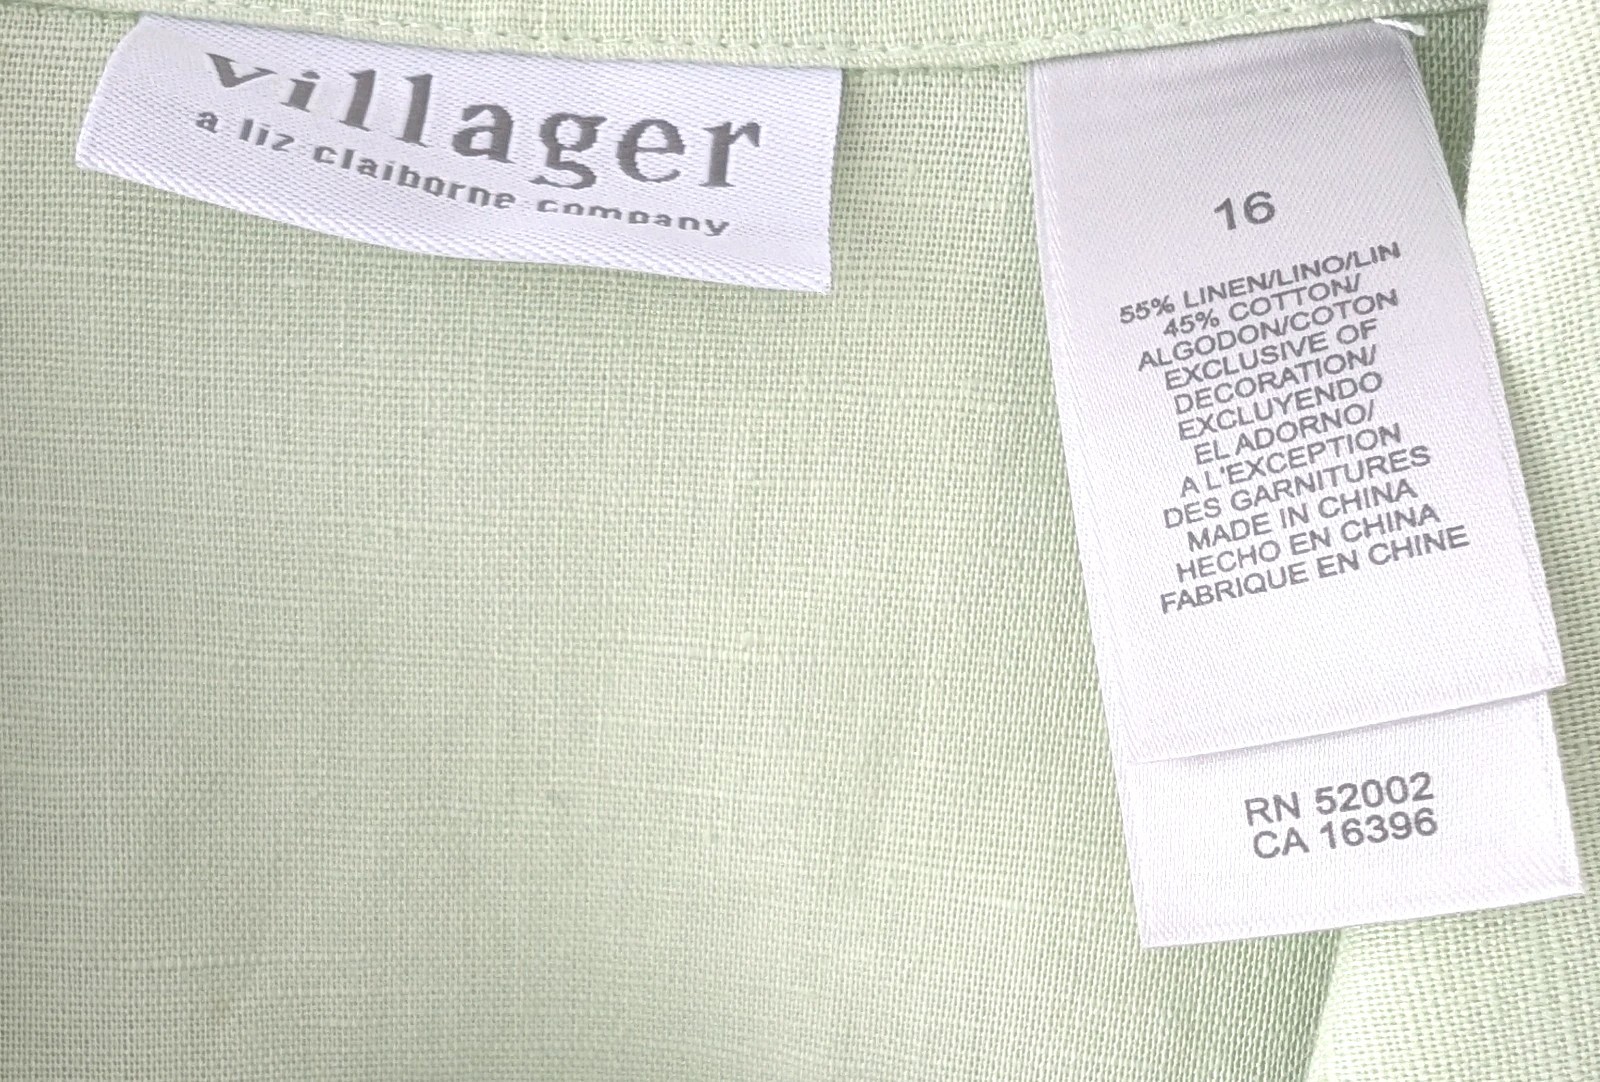 villager
a liz claiborne company
16
55% LINEN/LINO/LIN
45% COTTON/
ALGODON/COTON
EXCLUSIVE OF
DECORATION/
EXCLUYENDO
EL ADORNO/
A L'EXCEPTION
DES GARNITURES
MADE IN CHINA
HECHO EN CHINA
FABRIQUE EN CHINE
RN 52002
CA 16396